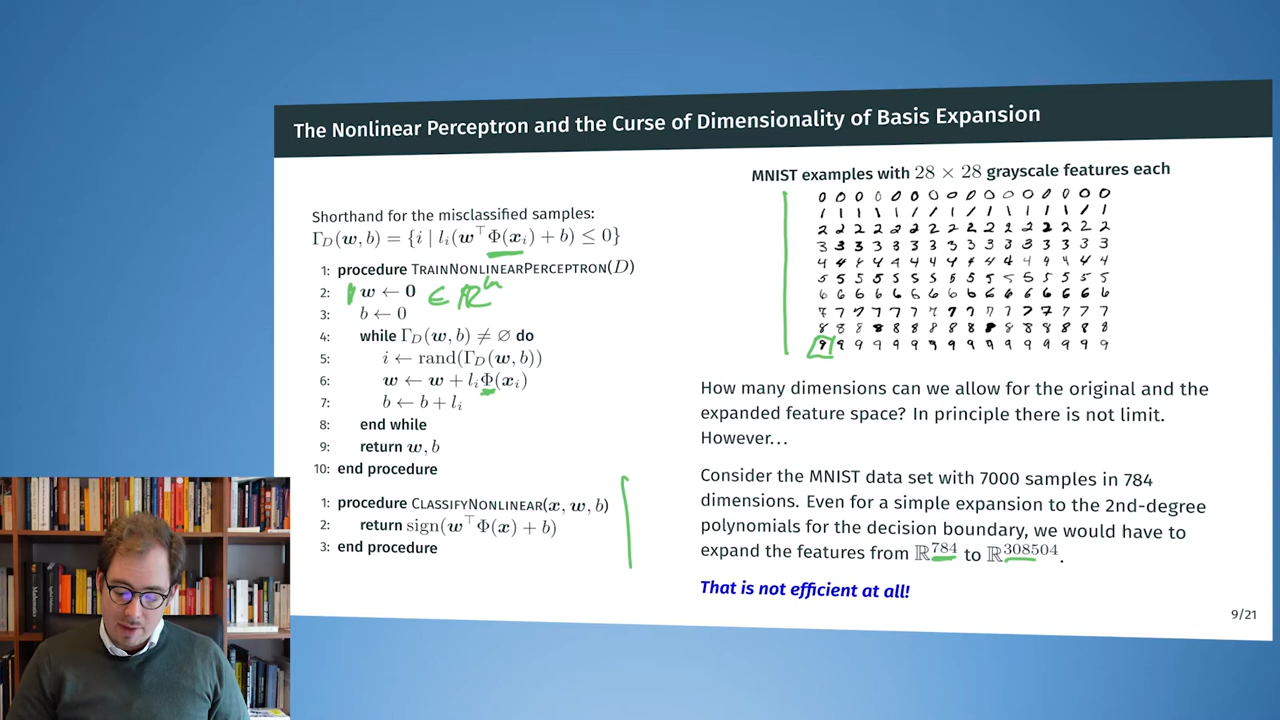 The Nonlinear Perceptron and the Curse of Dimensionality of Basis Expansion
Shorthand for the misclassified samples:
Γ_D(w, b) = {i | l_i(w^⊤Φ(x_i) + b) ≤ 0}
1: procedure TRAINNONLINEARPERCEPTRON(D)
2: w ← 0 ∈ ℝ^n
3: b ← 0
4: while Γ_D(w, b) ≠ ∅ do
5: i ← rand(Γ_D(w, b))
6: w ← w + l_iΦ(x_i)
7: b ← b + l_i
8: end while
9: return w, b
10: end procedure
1: procedure CLASSIFYNONLINEAR(x, w, b)
2: return sign(w^⊤Φ(x) + b)
3: end procedure
MNIST examples with 28 × 28 grayscale features each
0 0 0 0 0 0 0 0 0 0 0 0 0 0 0 0
1 1 1 1 1 1 1 1 1 1 1 1 1 1 1 1
2 2 2 2 2 2 2 2 2 2 2 2 2 2 2 2
3 3 3 3 3 3 3 3 3 3 3 3 3 3 3 3
4 4 4 4 4 4 4 4 4 4 4 4 4 4 4 4
5 5 5 5 5 5 5 5 5 5 5 5 5 5 5 5
6 6 6 6 6 6 6 6 6 6 6 6 6 6 6 6
7 7 7 7 7 7 7 7 7 7 7 7 7 7 7 7
8 8 8 8 8 8 8 8 8 8 8 8 8 8 8 8
9 9 9 9 9 9 9 9 9 9 9 9 9 9 9 9
How many dimensions can we allow for the original and the
expanded feature space? In principle there is not limit.
However…
Consider the MNIST data set with 7000 samples in 784
dimensions. Even for a simple expansion to the 2nd-degree
polynomials for the decision boundary, we would have to
expand the features from ℝ^784 to ℝ^308504.
That is not efficient at all!
9/21